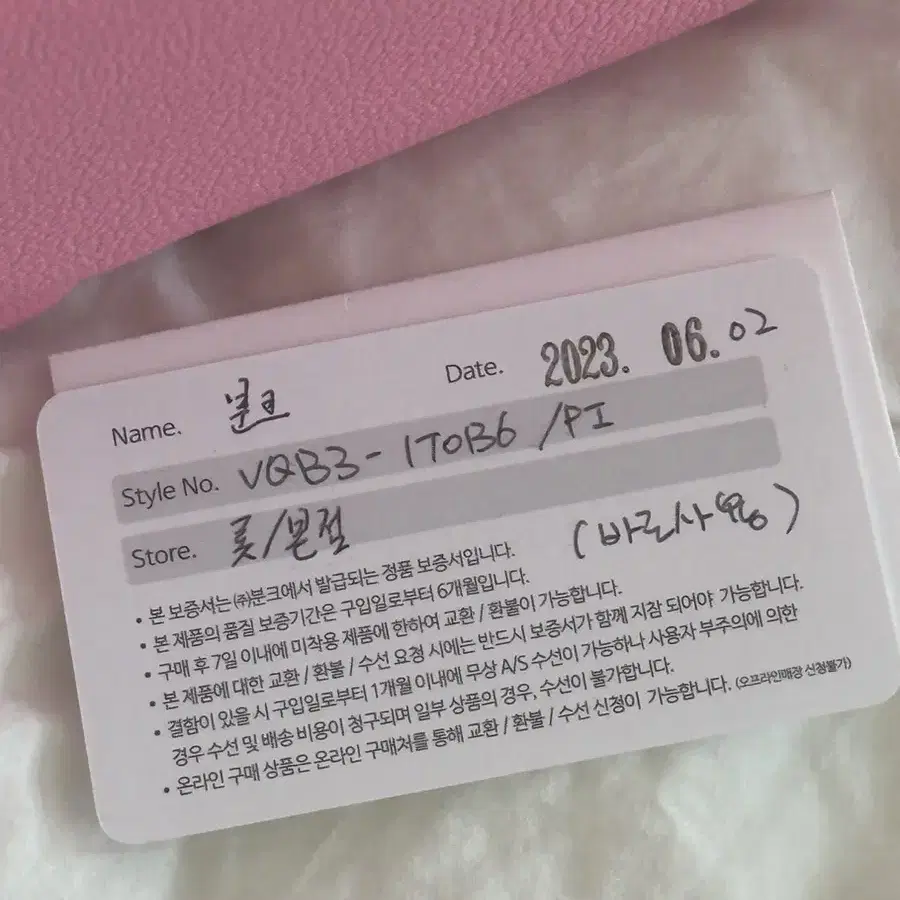 Name. 분크 Date. 2023. 06. 02
Style No. VQB3-1TOB6 /PI
Store. 롯/본점 (바로사용)
• 본 보증서는 ㈜분크에서 발급되는 정품 보증서입니다.
• 본 제품의 품질 보증기간은 구입일로부터 6개월입니다.
• 구매 후 7일 이내에 미착용 제품에 한하여 교환 / 환불이 가능합니다.
• 본 제품에 대한 교환 / 환불 / 수선 요청 시에는 반드시 보증서가 함께 지참 되어야 가능합니다.
• 결함이 있을 시 구입일로부터 1개월 이내에 무상 A/S 수선이 가능하나 사용자 부주의에 의한
경우 수선 및 배송 비용이 청구되며 일부 상품의 경우, 수선이 불가합니다.
• 온라인 구매 상품은 온라인 구매처를 통해 교환 / 환불 / 수선 신청이 가능합니다. (오프라인매장 신청불가)